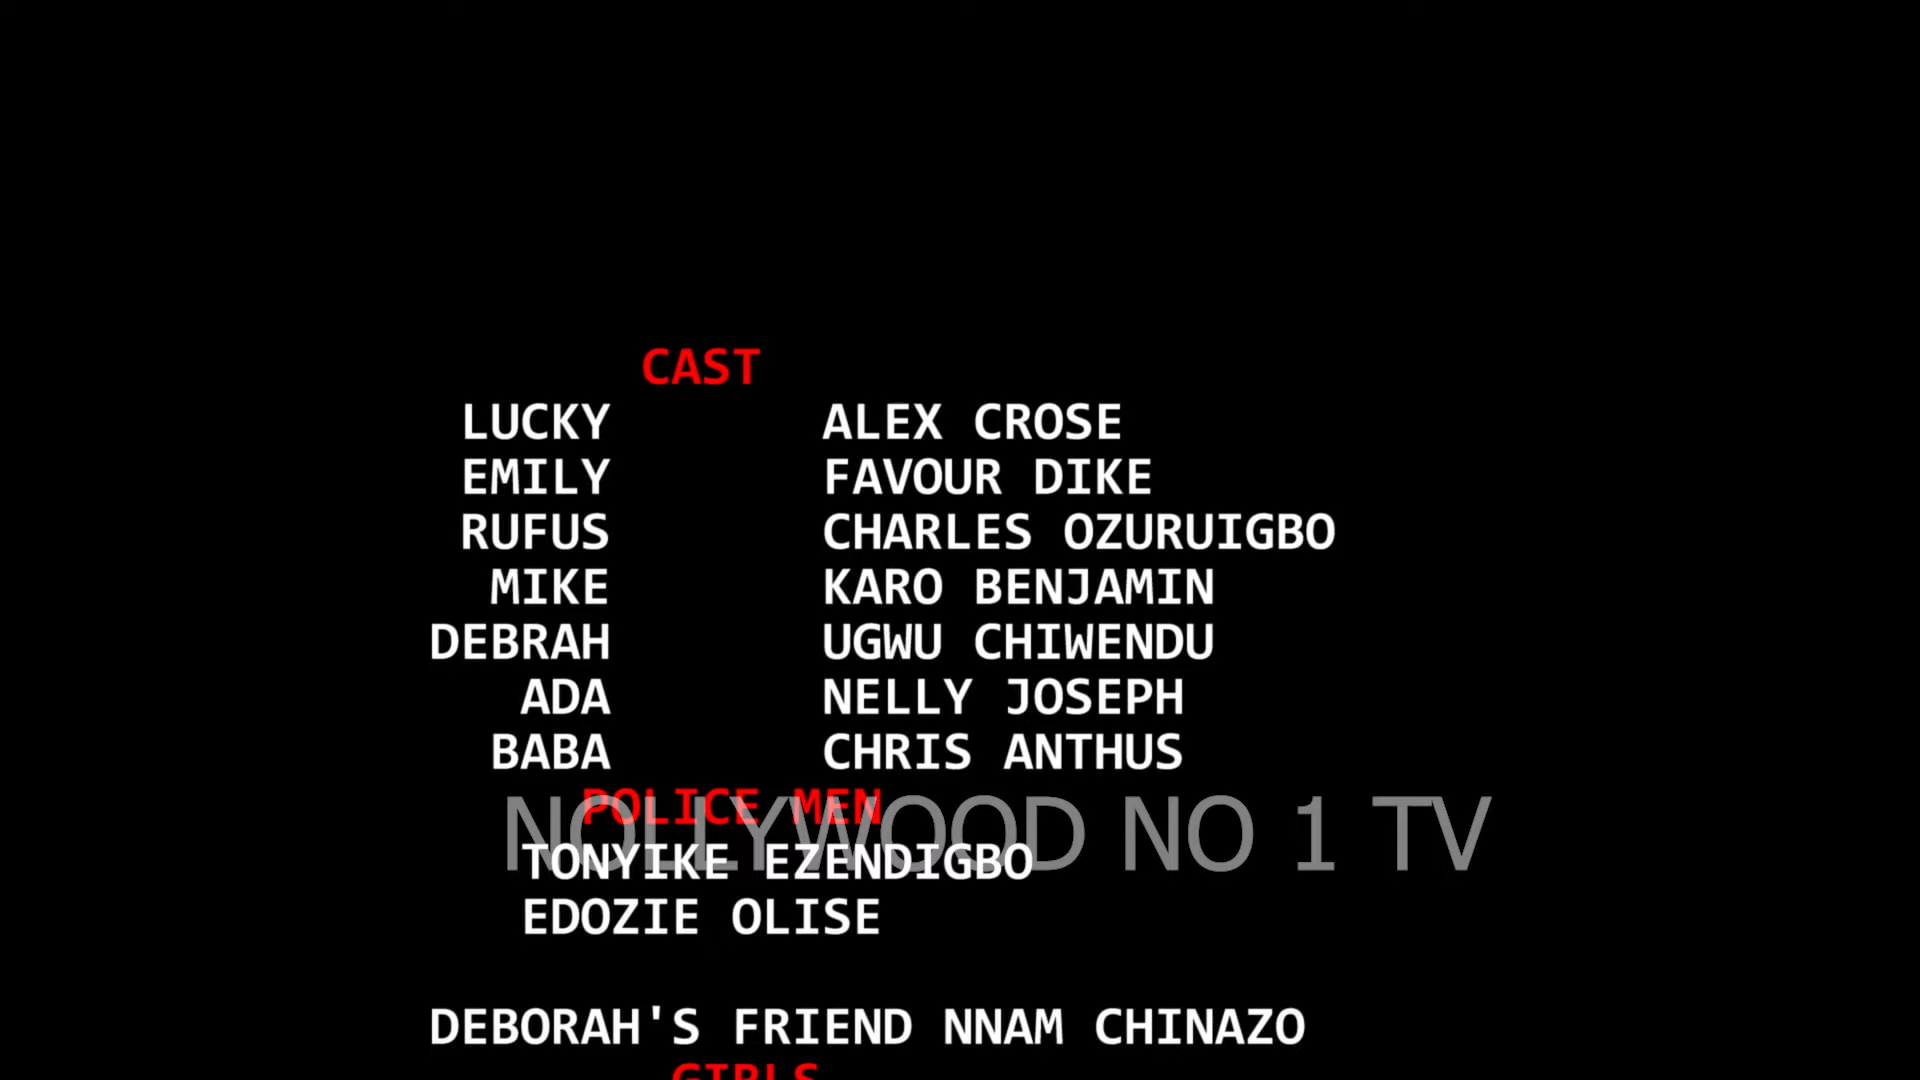 CAST
LUCKY ALEX CROSE
EMILY FAVOUR DIKE
RUFUS CHARLES OZURUIGBO
MIKE KARO BENJAMIN
DEBRAH UGWU CHIWENDU
ADA NELLY JOSEPH
BABA CHRIS ANTHUS
POLICE MEN
NOLLYWOOD NO 1 TV
TONYIKE EZENDIGBO
EDOZIE OLISE
DEBORAH'S FRIEND NNAM CHINAZO
GIRLS